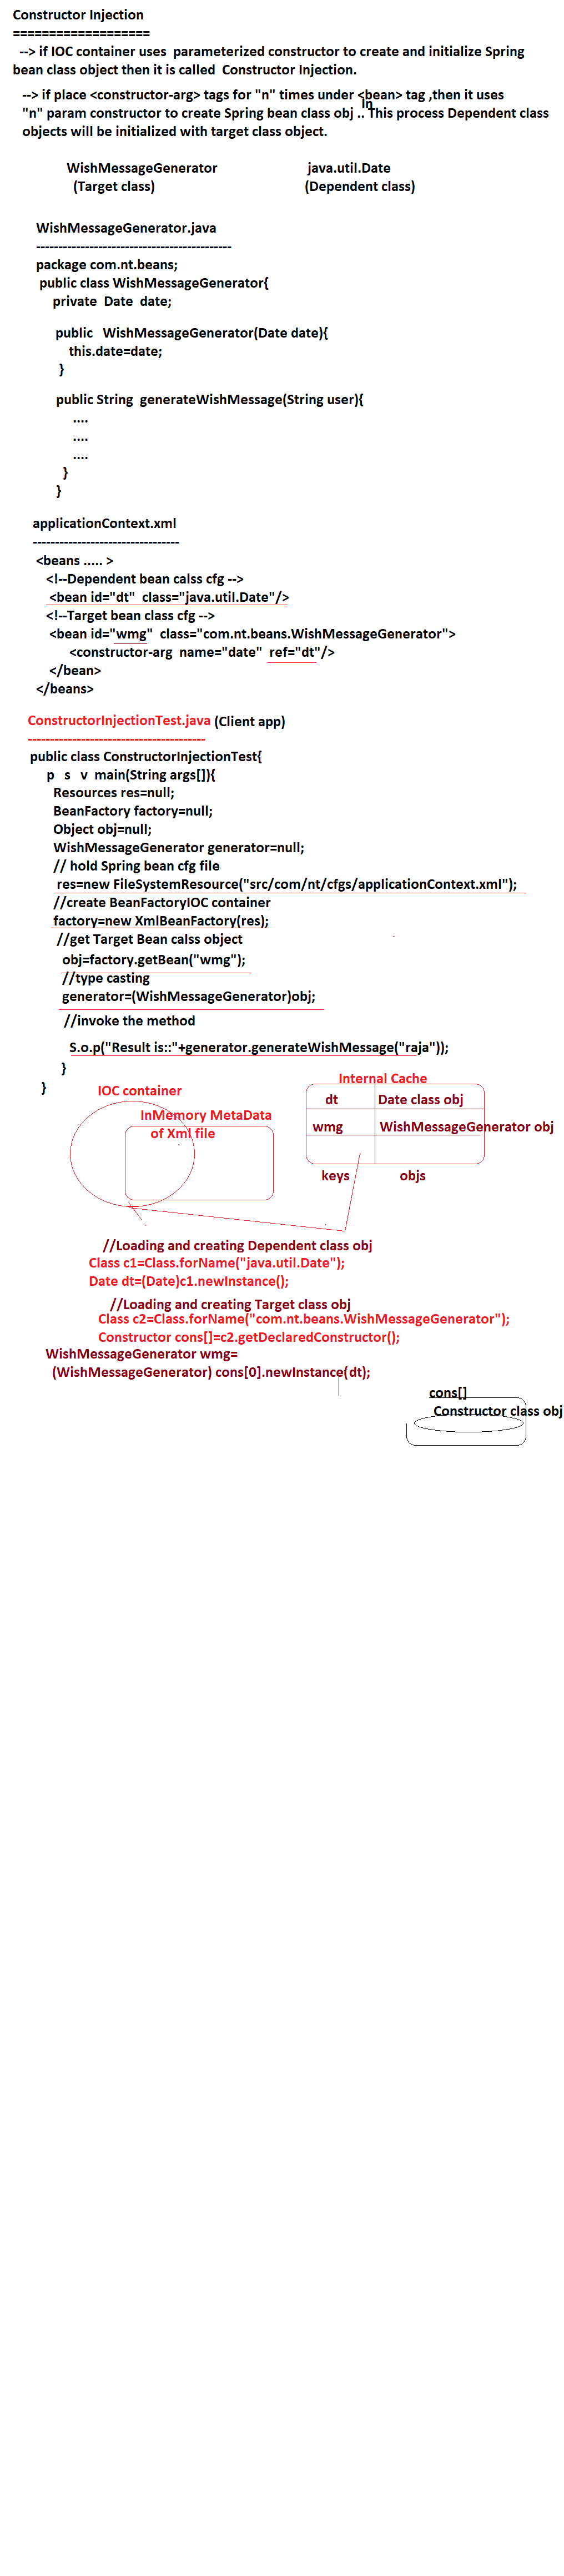 Constructor Injection
===================
--> if IOC container uses parameterized constructor to create and initialize Spring
bean class object then it is called Constructor Injection.
--> if place <constructor-arg> tags for "n" times under <bean> tag ,then it uses
"n" param constructor to create Spring bean class obj .. In This process Dependent class
objects will be initialized with target class object.
WishMessageGenerator java.util.Date
(Target class) (Dependent class)
WishMessageGenerator.java
--------------------------------------------
package com.nt.beans;
public class WishMessageGenerator{
private Date date;
public WishMessageGenerator(Date date){
this.date=date;
}
public String generateWishMessage(String user){
....
....
....
}
}
applicationContext.xml
---------------------------------
<beans ..... >
<!--Dependent bean calss cfg -->
<bean id="dt" class="java.util.Date"/>
<!--Target bean class cfg -->
<bean id="wmg" class="com.nt.beans.WishMessageGenerator">
<constructor-arg name="date" ref="dt"/>
</bean>
</beans>
ConstructorInjectionTest.java (Client app)
----------------------------------------
public class ConstructorInjectionTest{
p s v main(String args[]){
Resources res=null;
BeanFactory factory=null;
Object obj=null;
WishMessageGenerator generator=null;
// hold Spring bean cfg file
res=new FileSystemResource("src/com/nt/cfgs/applicationContext.xml");
//create BeanFactoryIOC container
factory=new XmlBeanFactory(res);
//get Target Bean calss object
obj=factory.getBean("wmg");
//type casting
generator=(WishMessageGenerator)obj;
//invoke the method
S.o.p("Result is::"+generator.generateWishMessage("raja"));
}
}
IOC container
InMemory MetaData
of Xml file
Internal Cache
dt Date class obj
wmg WishMessageGenerator obj
keys objs
//Loading and creating Dependent class obj
Class c1=Class.forName("java.util.Date");
Date dt=(Date)c1.newInstance();
//Loading and creating Target class obj
Class c2=Class.forName("com.nt.beans.WishMessageGenerator");
Constructor cons[]=c2.getDeclaredConstructor();
WishMessageGenerator wmg=
(WishMessageGenerator) cons[0].newInstance(dt);
cons[]
Constructor class obj